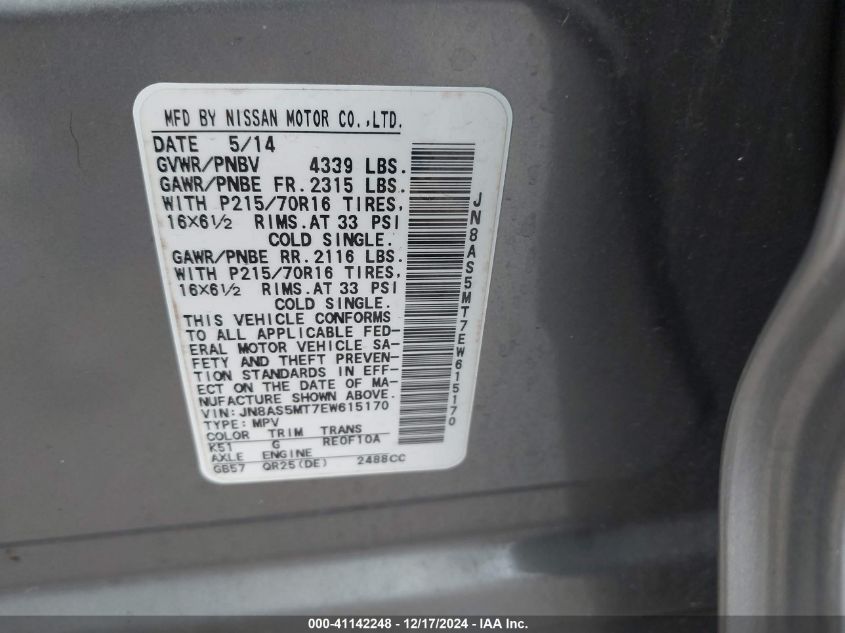 MFD BY NISSAN MOTOR CO.,LTD.
DATE 5/14
GVWR/PNBV 4339 LBS.
GAWR/PNBE FR.2315 LBS.
WITH P215/70R16 TIRES.
16X6½ RIMS.AT 33 PSI
COLD SINGLE.
GAWR/PNBE RR.2116 LBS.
WITH P215/70R16 TIRES.
16X6½ RIMS.AT 33 PSI
COLD SINGLE.
THIS VEHICLE CONFORMS
TO ALL APPLICABLE FED-
ERAL MOTOR VEHICLE SA-
FETY AND THEFT PREVEN-
TION STANDARDS IN EFF-
ECT ON THE DATE OF MA-
NUFACTURE SHOWN ABOVE.
VIN: JN8AS5MT7EW615170
TYPE: MPV
COLOR TRIM TRANS
K51 G RE0F10A
AXLE ENGINE
GB57 QR25(DE) 2488CC
JN8AS5MT7EW615170
000-41142248 - 12/17/2024 - IAA Inc.